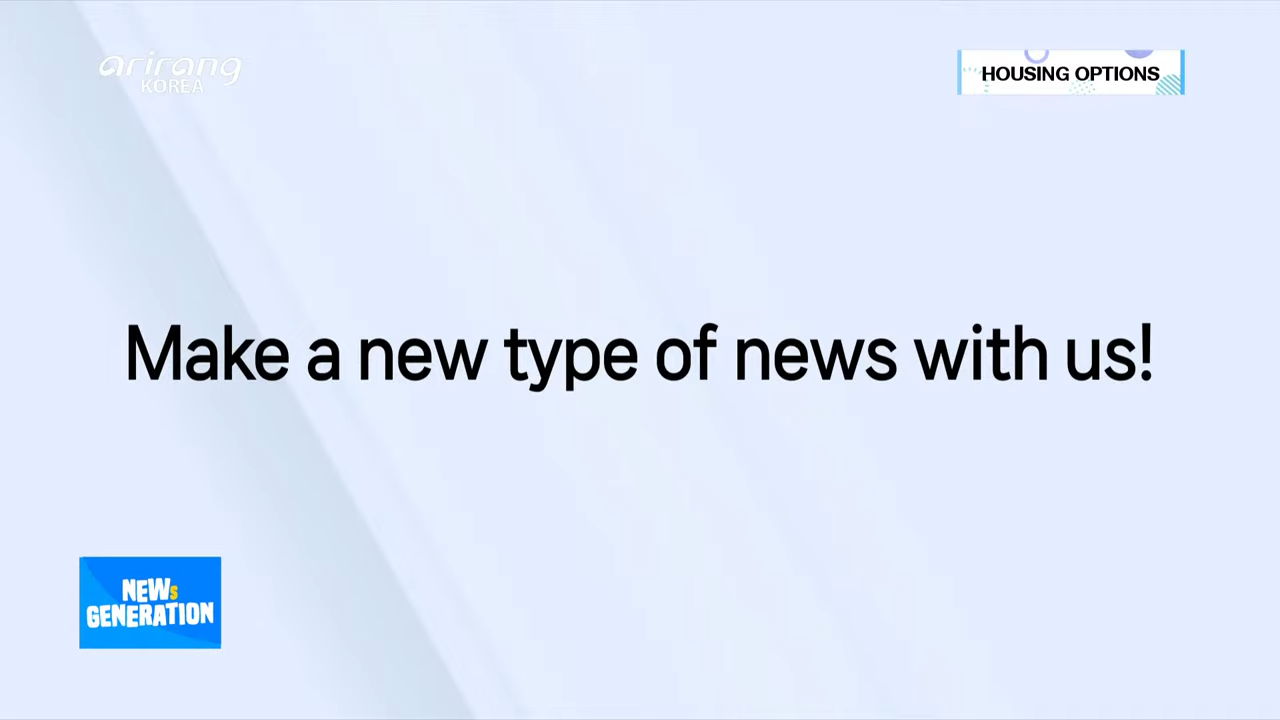 arirang
KOREA
HOUSING OPTIONS
Make a new type of news with us!
NEWs
GENERATION